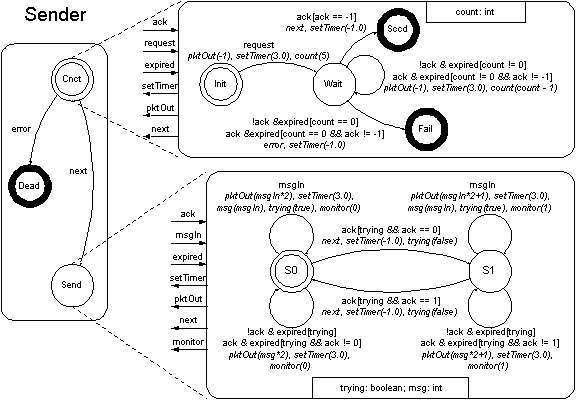 Sender
Cnct
error
Dead
next
Send
ack
request
expired
setTimer
pktOut
next
count: int
ack[ack == -1]
next, setTimer(-1.0)
Sccd
request
pktOut(-1), setTimer(3.0), count(5)
Init
Wait
!ack & expired[count != 0]
ack & expired[count != 0 && ack != -1]
pktOut(-1), setTimer(3.0), count(count - 1)
!ack &expired[count == 0]
ack &expired[count == 0 && ack != -1]
error, setTimer(-1.0)
Fail
ack
msgIn
expired
setTimer
pktOut
next
monitor
msgIn
pktOut(msgIn*2), setTimer(3.0),
msg(msgIn), trying(true), monitor(0)
msgIn
pktOut(msgIn*2+1), setTimer(3.0),
msg(msgIn), trying(true), monitor(1)
ack[trying && ack == 0]
next, setTimer(-1.0), trying(false)
S0
S1
ack[trying && ack == 1]
next, setTimer(-1.0), trying(false)
!ack & expired[trying]
ack & expired[trying && ack != 0]
pktOut(msg*2), setTimer(3.0),
monitor(0)
!ack & expired[trying]
ack & expired[trying && ack != 1]
pktOut(msg*2+1), setTimer(3.0),
monitor(1)
trying: boolean; msg: int